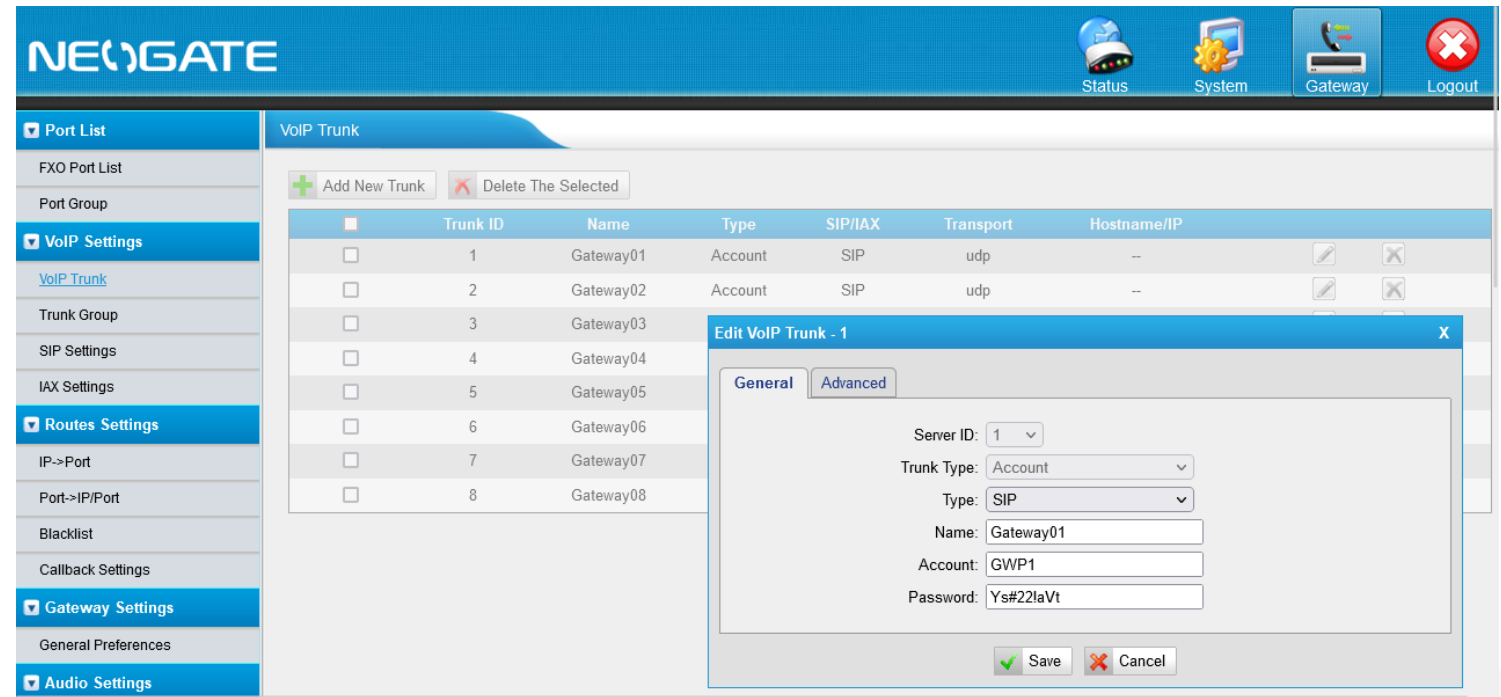 NEOGATE
Status System Gateway Logout
Port List
FXO Port List
Port Group
VoIP Settings
VoIP Trunk
Trunk Group
SIP Settings
IAX Settings
Routes Settings
IP->Port
Port->IP/Port
Blacklist
Callback Settings
Gateway Settings
General Preferences
Audio Settings
VoIP Trunk
Add New Trunk Delete The Selected
Trunk ID Name Type SIP/IAX Transport Hostname/IP
1 Gateway01 Account SIP udp --
2 Gateway02 Account SIP udp --
3 Gateway03
4 Gateway04
5 Gateway05
6 Gateway06
7 Gateway07
8 Gateway08
Edit VoIP Trunk - 1 X
General Advanced
Server ID: 1
Trunk Type: Account
Type: SIP
Name: Gateway01
Account: GWP1
Password: Ys#22!aVt
Save Cancel